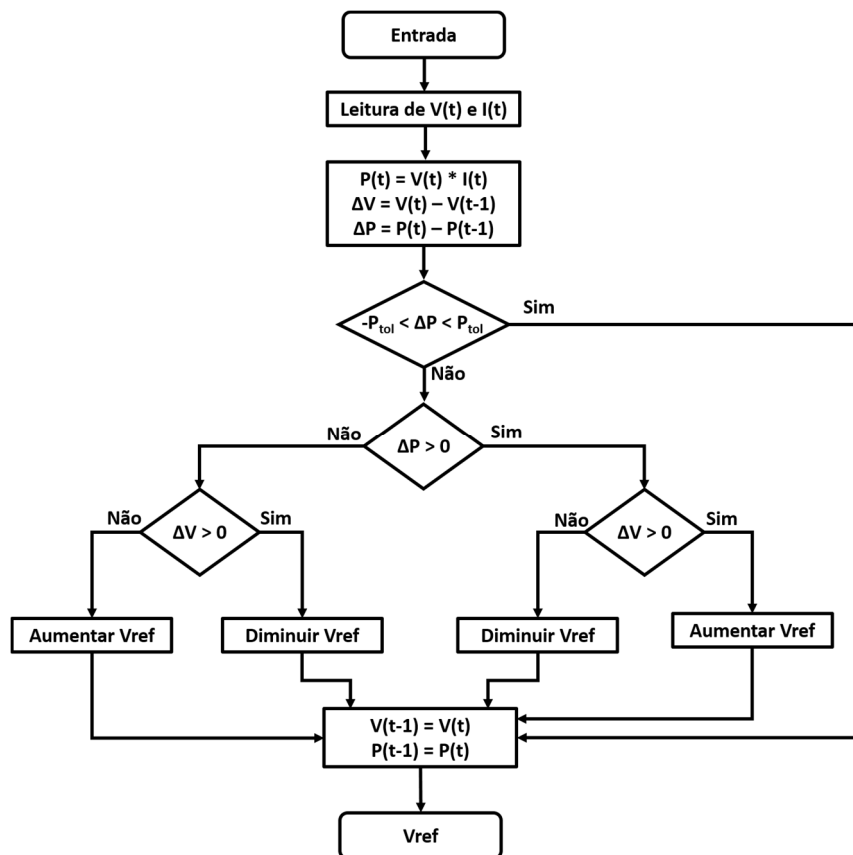 Entrada
Leitura de V(t) e I(t)
P(t) = V(t) * I(t)
ΔV = V(t) – V(t-1)
ΔP = P(t) – P(t-1)
-Ptol < ΔP < Ptol
Sim
Não
ΔP > 0
Não
Sim
ΔV > 0
Não
Sim
ΔV > 0
Não
Sim
Aumentar Vref
Diminuir Vref
Diminuir Vref
Aumentar Vref
V(t-1) = V(t)
P(t-1) = P(t)
Vref